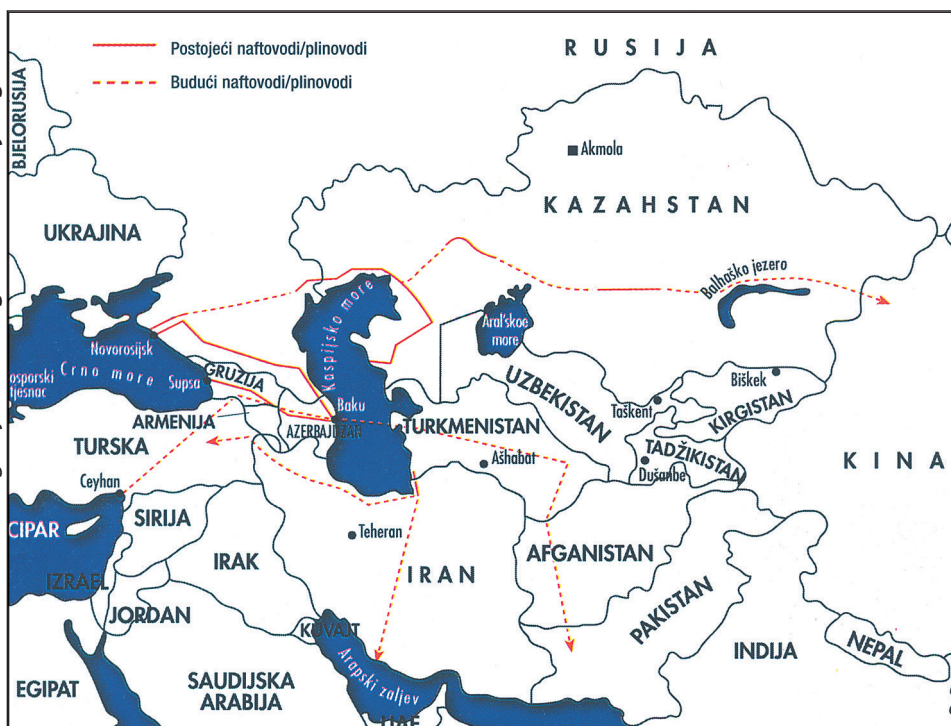 Postojeći naftovodi/plinovodi
Budući naftovodi/plinovodi
RUSIJA
BJELORUSIJA
Akmola
KAZAHSTAN
UKRAJINA
Balhaško jezero
Kaspijsko more
Aral'skoe
more
Novorosijsk
Crno more
Supsa
GRUZIJA
Baku
ARMENIJA
AZERBAJDŽAN
TURKMENISTAN
UZBEKISTAN
Taškent
Biškek
KIRGISTAN
TADŽIKISTAN
Dušanbe
KINA
TURSKA
Ašhabat
Ceyhan
CIPAR
SIRIJA
Teheran
IRAK
IRAN
AFGANISTAN
IZRAEL
JORDAN
PAKISTAN
KUVAJT
INDIJA
NEPAL
EGIPAT
SAUDIJSKA
ARABIJA
Arapski zaljev
UAE